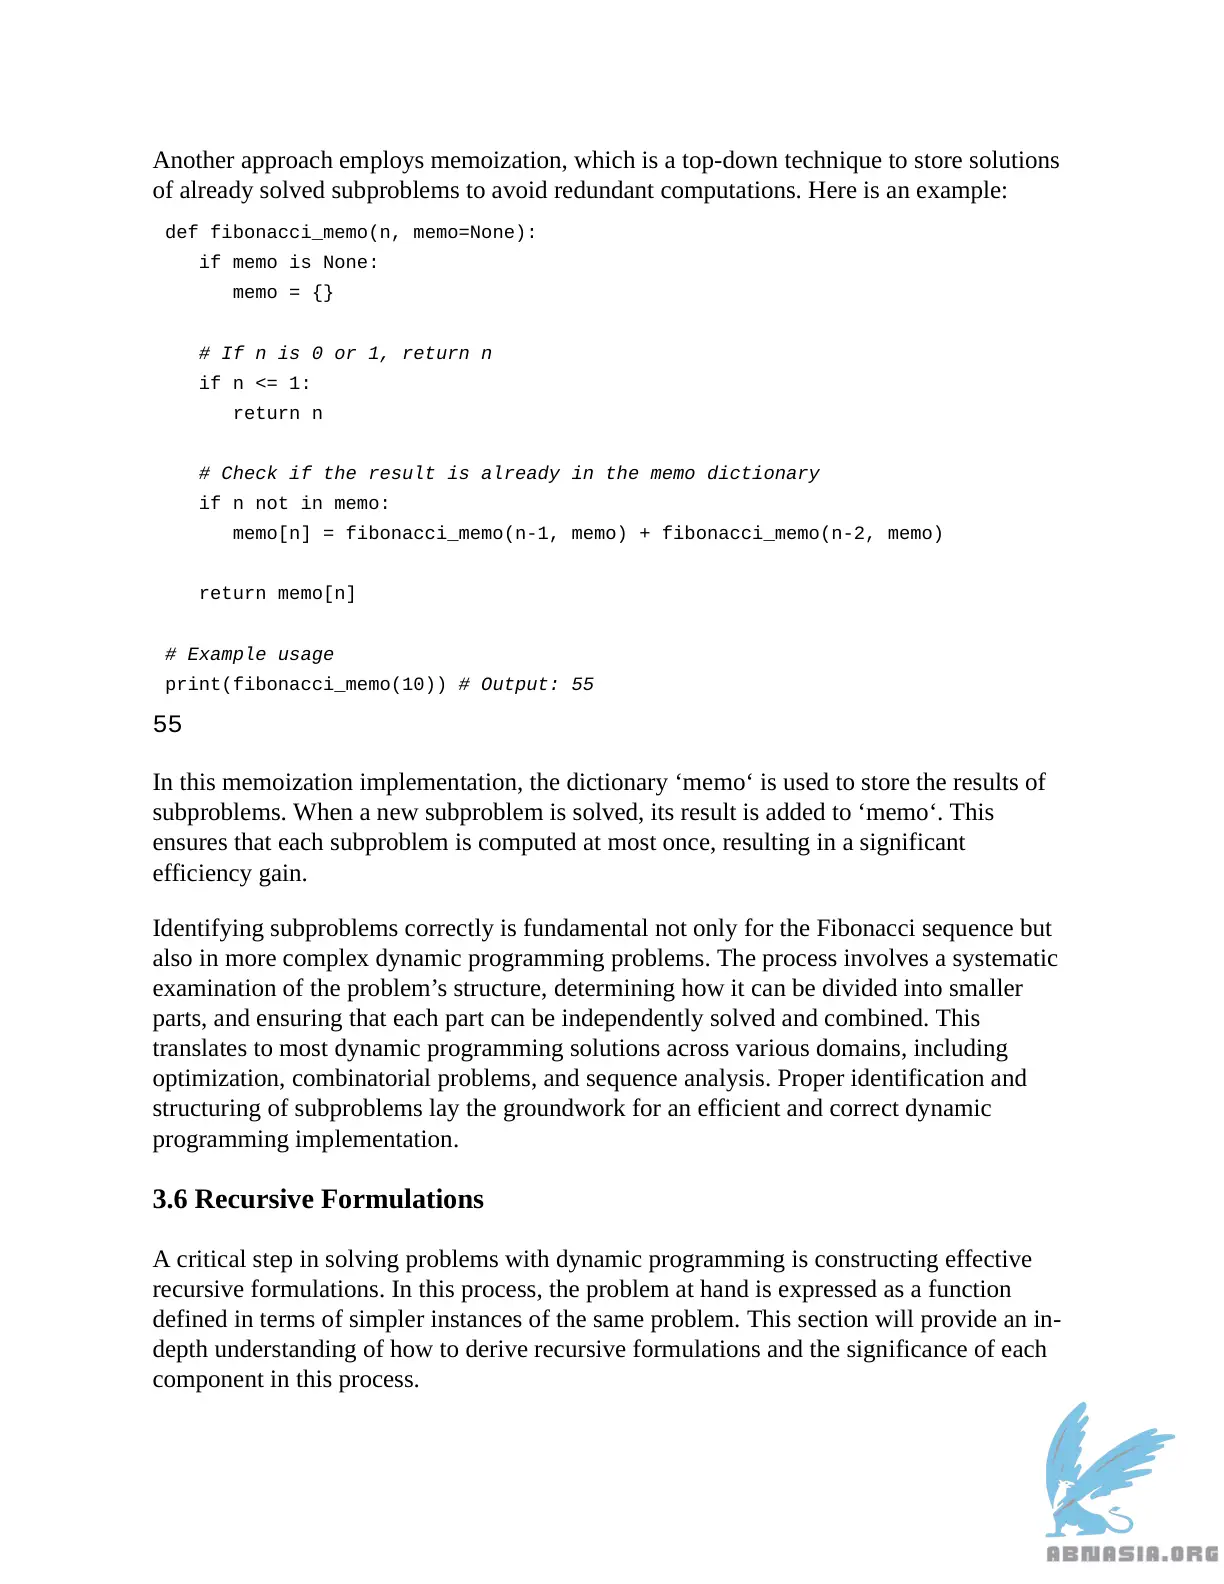 Another approach employs memoization, which is a top-down technique to store solutions
of already solved subproblems to avoid redundant computations. Here is an example:
def fibonacci_memo(n, memo=None):
   if memo is None:
      memo = {}

   # If n is 0 or 1, return n
   if n <= 1:
      return n

   # Check if the result is already in the memo dictionary
   if n not in memo:
      memo[n] = fibonacci_memo(n-1, memo) + fibonacci_memo(n-2, memo)

   return memo[n]

# Example usage
print(fibonacci_memo(10)) # Output: 55
55
In this memoization implementation, the dictionary ‘memo‘ is used to store the results of
subproblems. When a new subproblem is solved, its result is added to ‘memo‘. This
ensures that each subproblem is computed at most once, resulting in a significant
efficiency gain.
Identifying subproblems correctly is fundamental not only for the Fibonacci sequence but
also in more complex dynamic programming problems. The process involves a systematic
examination of the problem’s structure, determining how it can be divided into smaller
parts, and ensuring that each part can be independently solved and combined. This
translates to most dynamic programming solutions across various domains, including
optimization, combinatorial problems, and sequence analysis. Proper identification and
structuring of subproblems lay the groundwork for an efficient and correct dynamic
programming implementation.
3.6 Recursive Formulations
A critical step in solving problems with dynamic programming is constructing effective
recursive formulations. In this process, the problem at hand is expressed as a function
defined in terms of simpler instances of the same problem. This section will provide an in-
depth understanding of how to derive recursive formulations and the significance of each
component in this process.
ABNASIA.ORG